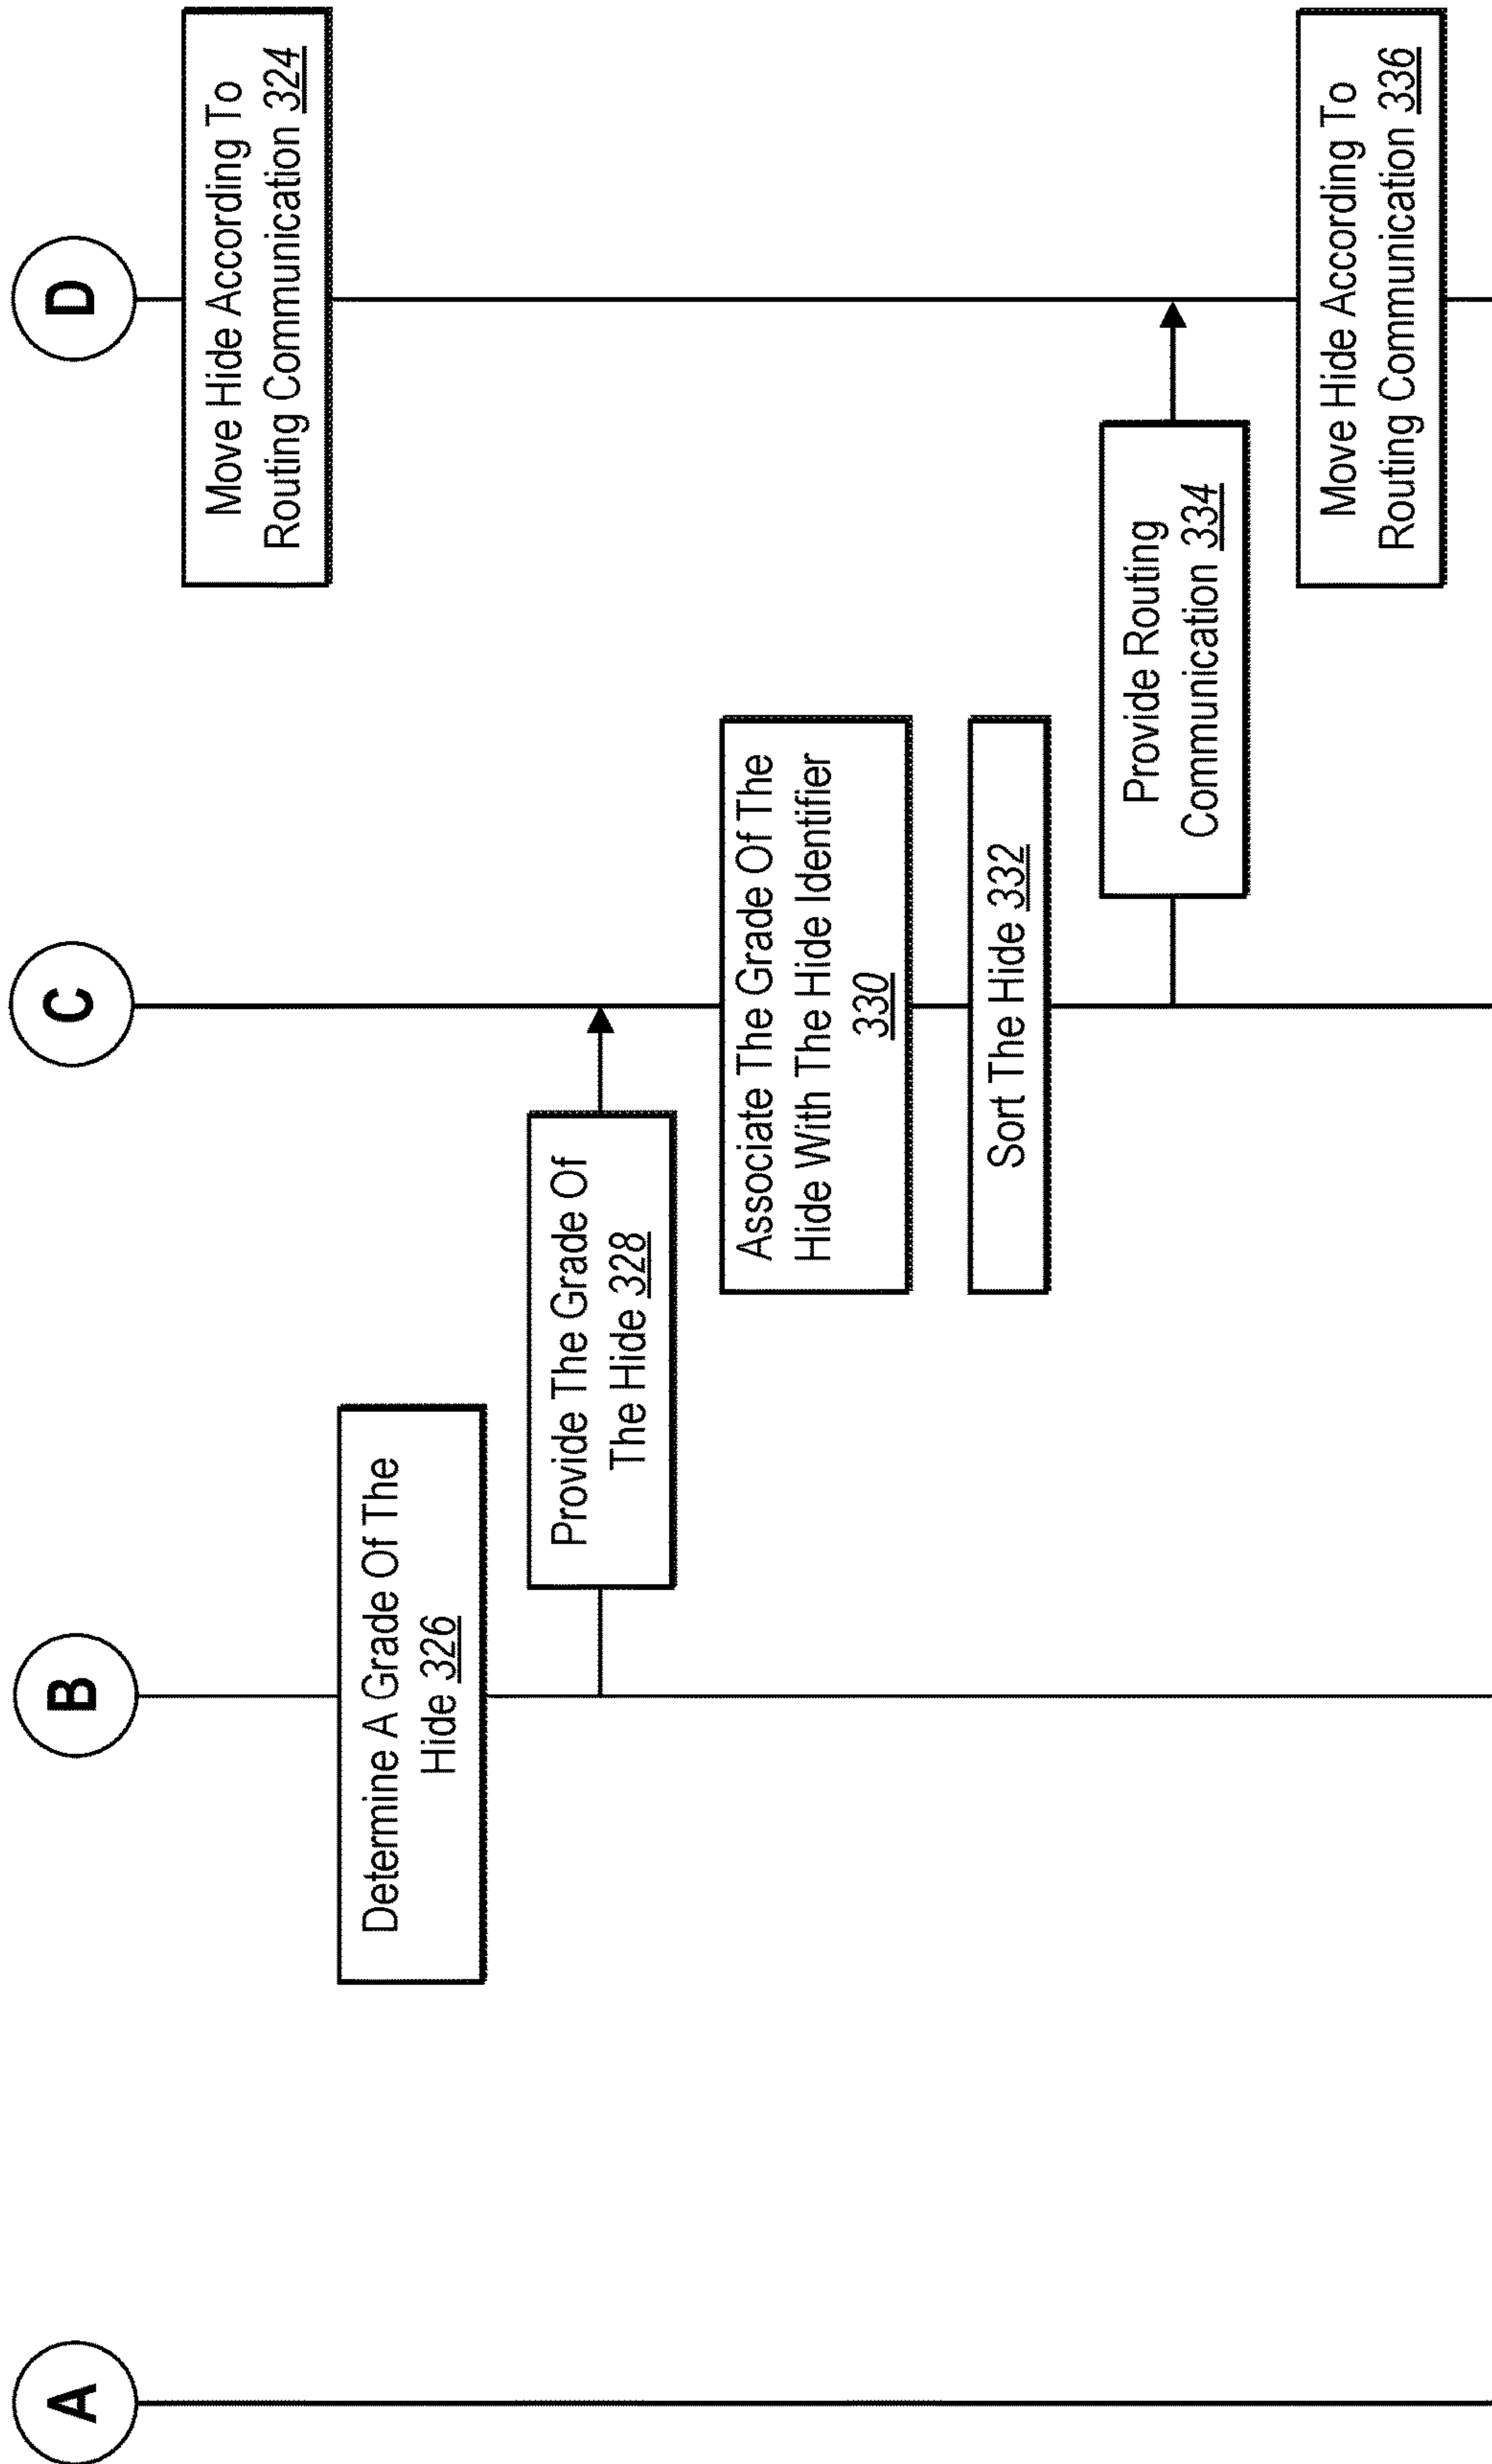 A
B
C
D
Move Hide According To
Routing Communication 324
Determine A Grade Of The
Hide 326
Provide The Grade Of
The Hide 328
Associate The Grade Of The
Hide With The Hide Identifier
330
Sort The Hide 332
Provide Routing
Communication 334
Move Hide According To
Routing Communication 336